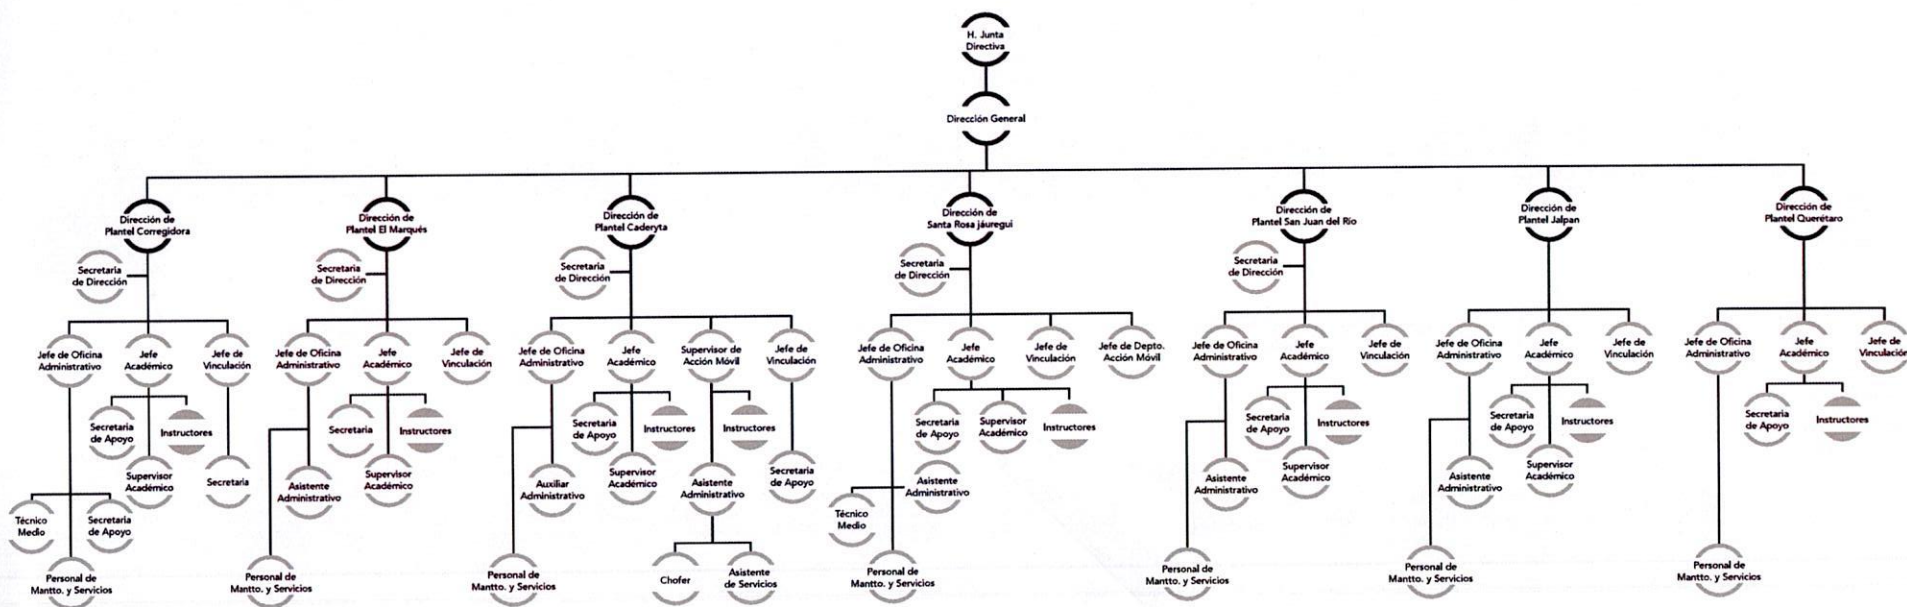 H. Junta
Directiva
Dirección General
Dirección de
Plantel Corregidora
Dirección de
Plantel El Marqués
Dirección de
Plantel Caderyta
Dirección de
Santa Rosa jáuregui
Dirección de
Plantel San Juan del Río
Dirección de
Plantel Jalpan
Dirección de
Plantel Querétaro
Secretaria
de Dirección
Secretaria
de Dirección
Secretaria
de Dirección
Secretaria
de Dirección
Secretaria
de Dirección
Jefe de Oficina
Administrativo
Jefe
Académico
Jefe de
Vinculación
Jefe de Oficina
Administrativo
Jefe
Académico
Jefe de
Vinculación
Jefe de Oficina
Administrativo
Jefe
Académico
Supervisor de
Acción Móvil
Jefe de
Vinculación
Jefe de Oficina
Administrativo
Jefe
Académico
Jefe de
Vinculación
Jefe de Depto.
Acción Móvil
Jefe de Oficina
Administrativo
Jefe
Académico
Jefe de
Vinculación
Jefe de Oficina
Administrativo
Jefe
Académico
Jefe de
Vinculación
Jefe de Oficina
Administrativo
Jefe
Académico
Jefe de
Vinculación
Secretaria
de Apoyo
Instructores
Secretaria
Instructores
Secretaria
de Apoyo
Instructores
Instructores
Secretaria
de Apoyo
Supervisor
Académico
Instructores
Secretaria
de Apoyo
Instructores
Secretaria
de Apoyo
Instructores
Secretaria
de Apoyo
Instructores
Supervisor
Académico
Secretaria
Asistente
Administrativo
Supervisor
Académico
Auxiliar
Administrativo
Supervisor
Académico
Asistente
Administrativo
Secretaria
de Apoyo
Asistente
Administrativo
Asistente
Administrativo
Supervisor
Académico
Asistente
Administrativo
Supervisor
Académico
Técnico
Medio
Secretaria
de Apoyo
Técnico
Medio
Personal de
Mantto. y Servicios
Personal de
Mantto. y Servicios
Personal de
Mantto. y Servicios
Chofer
Asistente
de Servicios
Personal de
Mantto. y Servicios
Personal de
Mantto. y Servicios
Personal de
Mantto. y Servicios
Personal de
Mantto. y Servicios